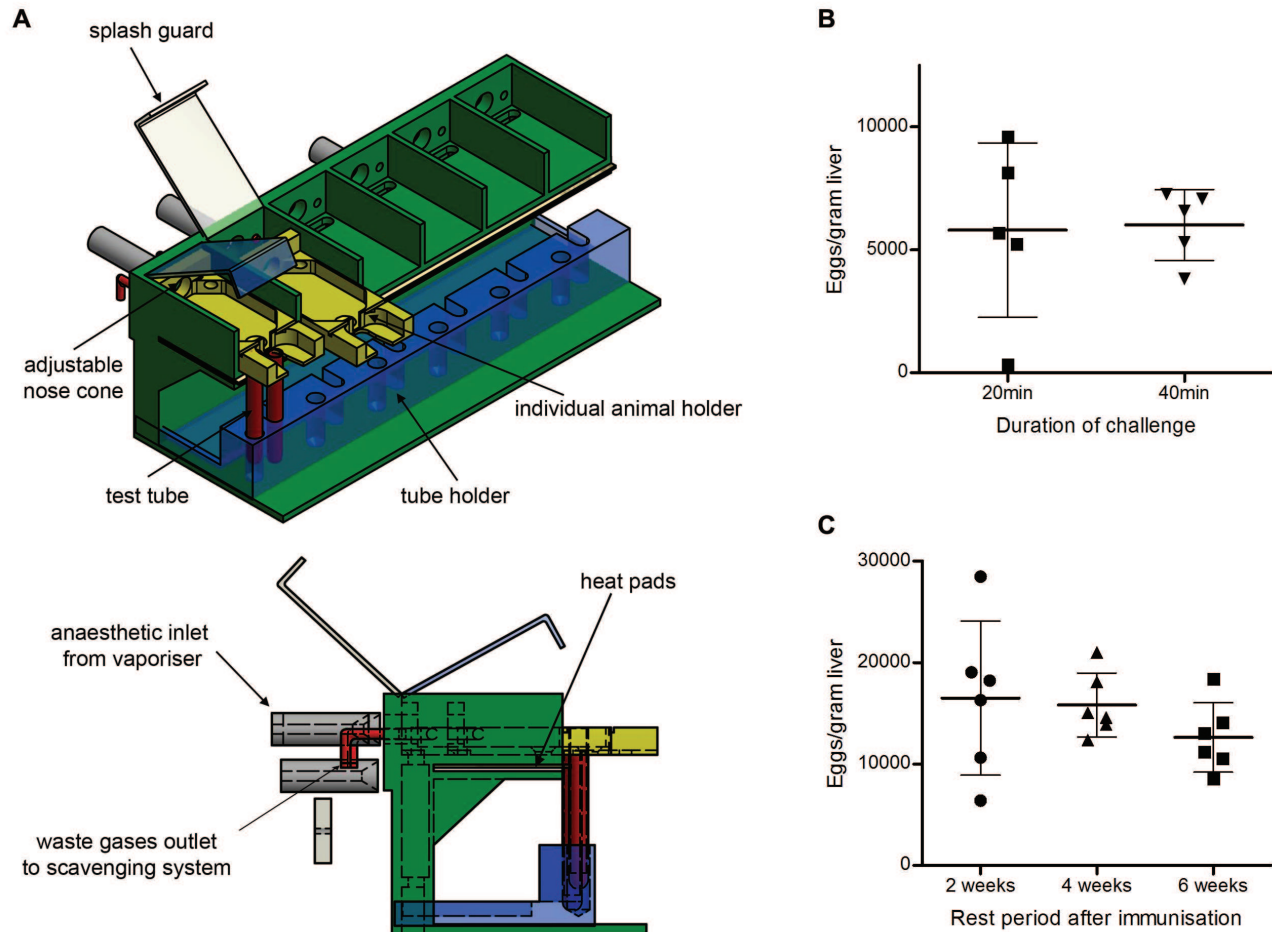 A
splash guard
adjustable
nose cone
individual animal holder
test tube
tube holder
heat pads
anaesthetic inlet
from vaporiser
waste gases outlet
to scavenging system
B
Eggs/gram liver
10000
5000
0
20min
40min
Duration of challenge
C
Eggs/gram liver
30000
20000
10000
0
2 weeks
4 weeks
6 weeks
Rest period after immunisation